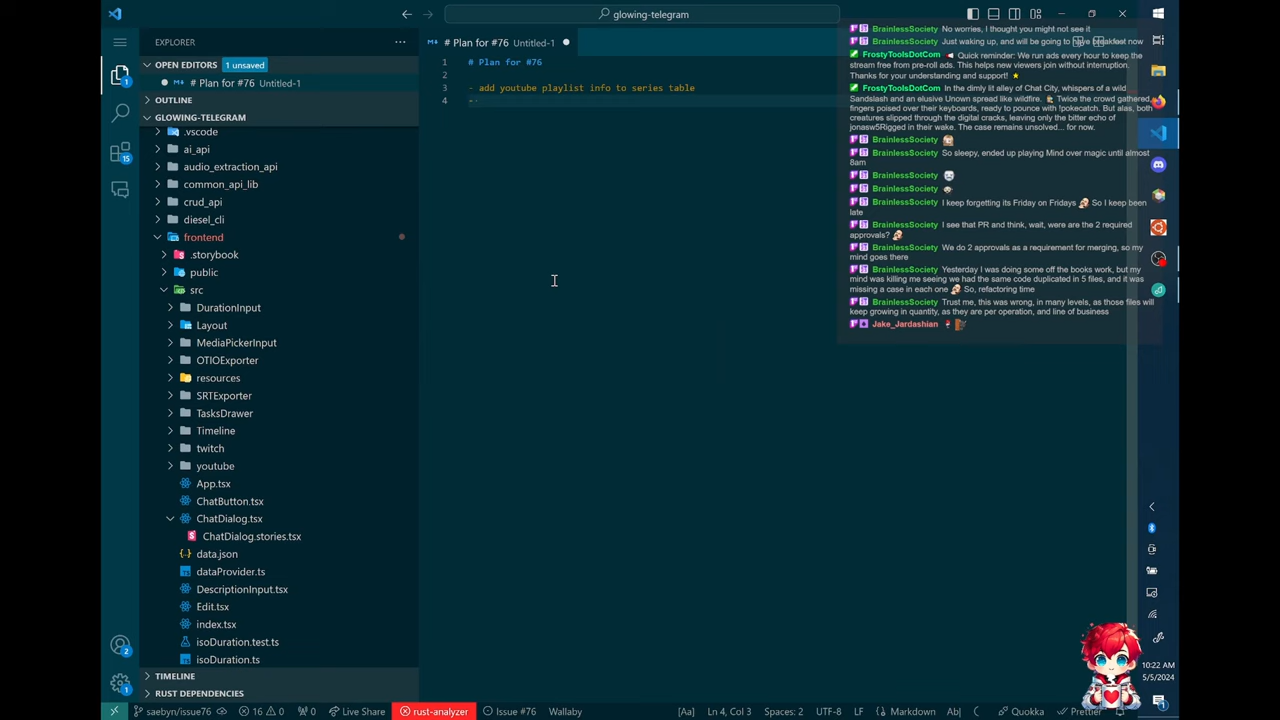 glowing-telegram
EXPLORER
OPEN EDITORS 1 unsaved
# Plan for #76 Untitled-1
OUTLINE
GLOWING-TELEGRAM
.vscode
ai_api
audio_extraction_api
common_api_lib
crud_api
diesel_cli
frontend
.storybook
public
src
DurationInput
Layout
MediaPickerInput
OTIOExporter
resources
SRTExporter
TasksDrawer
Timeline
twitch
youtube
App.tsx
ChatButton.tsx
ChatDialog.tsx
ChatDialog.stories.tsx
data.json
dataProvider.ts
DescriptionInput.tsx
Edit.tsx
index.tsx
isoDuration.test.ts
isoDuration.ts
TIMELINE
RUST DEPENDENCIES
1
15
2
1
# Plan for #76 Untitled-1
1 # Plan for #76
2
3 - add youtube playlist info to series table
4 -
BrainlessSociety No worries, I thought you might not see it
BrainlessSociety Just waking up, and will be going to have breakfast now
FrostyToolsDotCom Quick reminder: We run ads every hour to keep the
stream free from pre-roll ads. This helps new viewers join without interruption.
Thanks for your understanding and support!
FrostyToolsDotCom In the dimly lit alley of Chat City, whispers of a wild
Sandslash and an elusive Unown spread like wildfire. Twice the crowd gathered,
fingers poised over their keyboards, ready to pounce with !pokecatch. But alas, both
creatures slipped through the digital cracks, leaving only the bitter echo of
jonasw5Rigged in their wake. The case remains unsolved... for now.
BrainlessSociety
BrainlessSociety So sleepy, ended up playing Mind over magic until almost
8am
BrainlessSociety
BrainlessSociety
BrainlessSociety I keep forgetting its Friday on Fridays So I keep been
late
BrainlessSociety I see that PR and think, wait, were are the 2 required
approvals?
BrainlessSociety We do 2 approvals as a requirement for merging, so my
mind goes there
BrainlessSociety Yesterday I was doing some off the books work, but my
mind was killing me seeing we had the same code duplicated in 5 files, and it was
missing a case in each one So, refactoring time
BrainlessSociety Trust me, this was wrong, in many levels, as those files will
keep growing in quantity, as they are per operation, and line of business
Jake_Jardashian
10:22 AM
5/5/2024
1
saebyn/issue76 16 0 0 Live Share rust-analyzer Issue #76 Wallaby [Aa] Ln 4, Col 3 Spaces: 2 UTF-8 LF Markdown Ab| Quokka Prettier